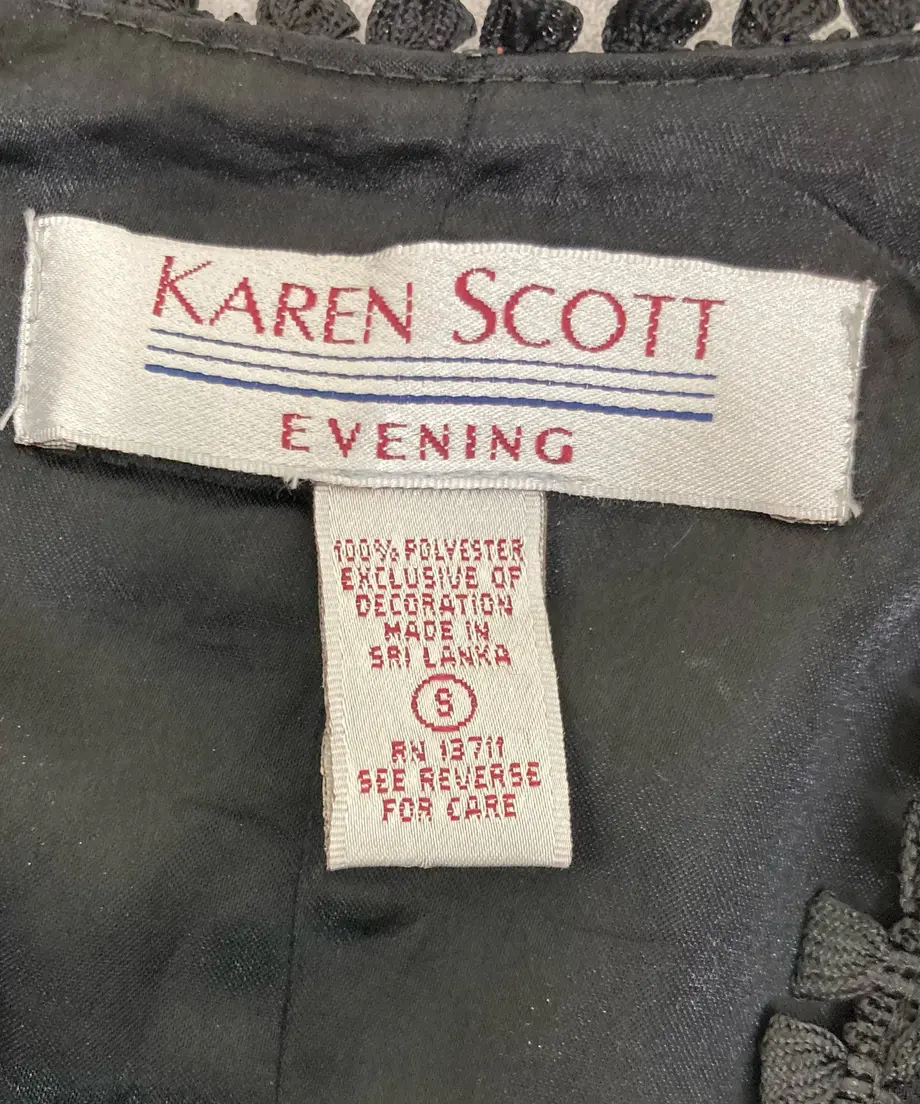 KAREN SCOTT
EVENING
100% POLYESTER
EXCLUSIVE OF
DECORATION
MADE IN
SRI LANKA
S
RN 13711
SEE REVERSE
FOR CARE